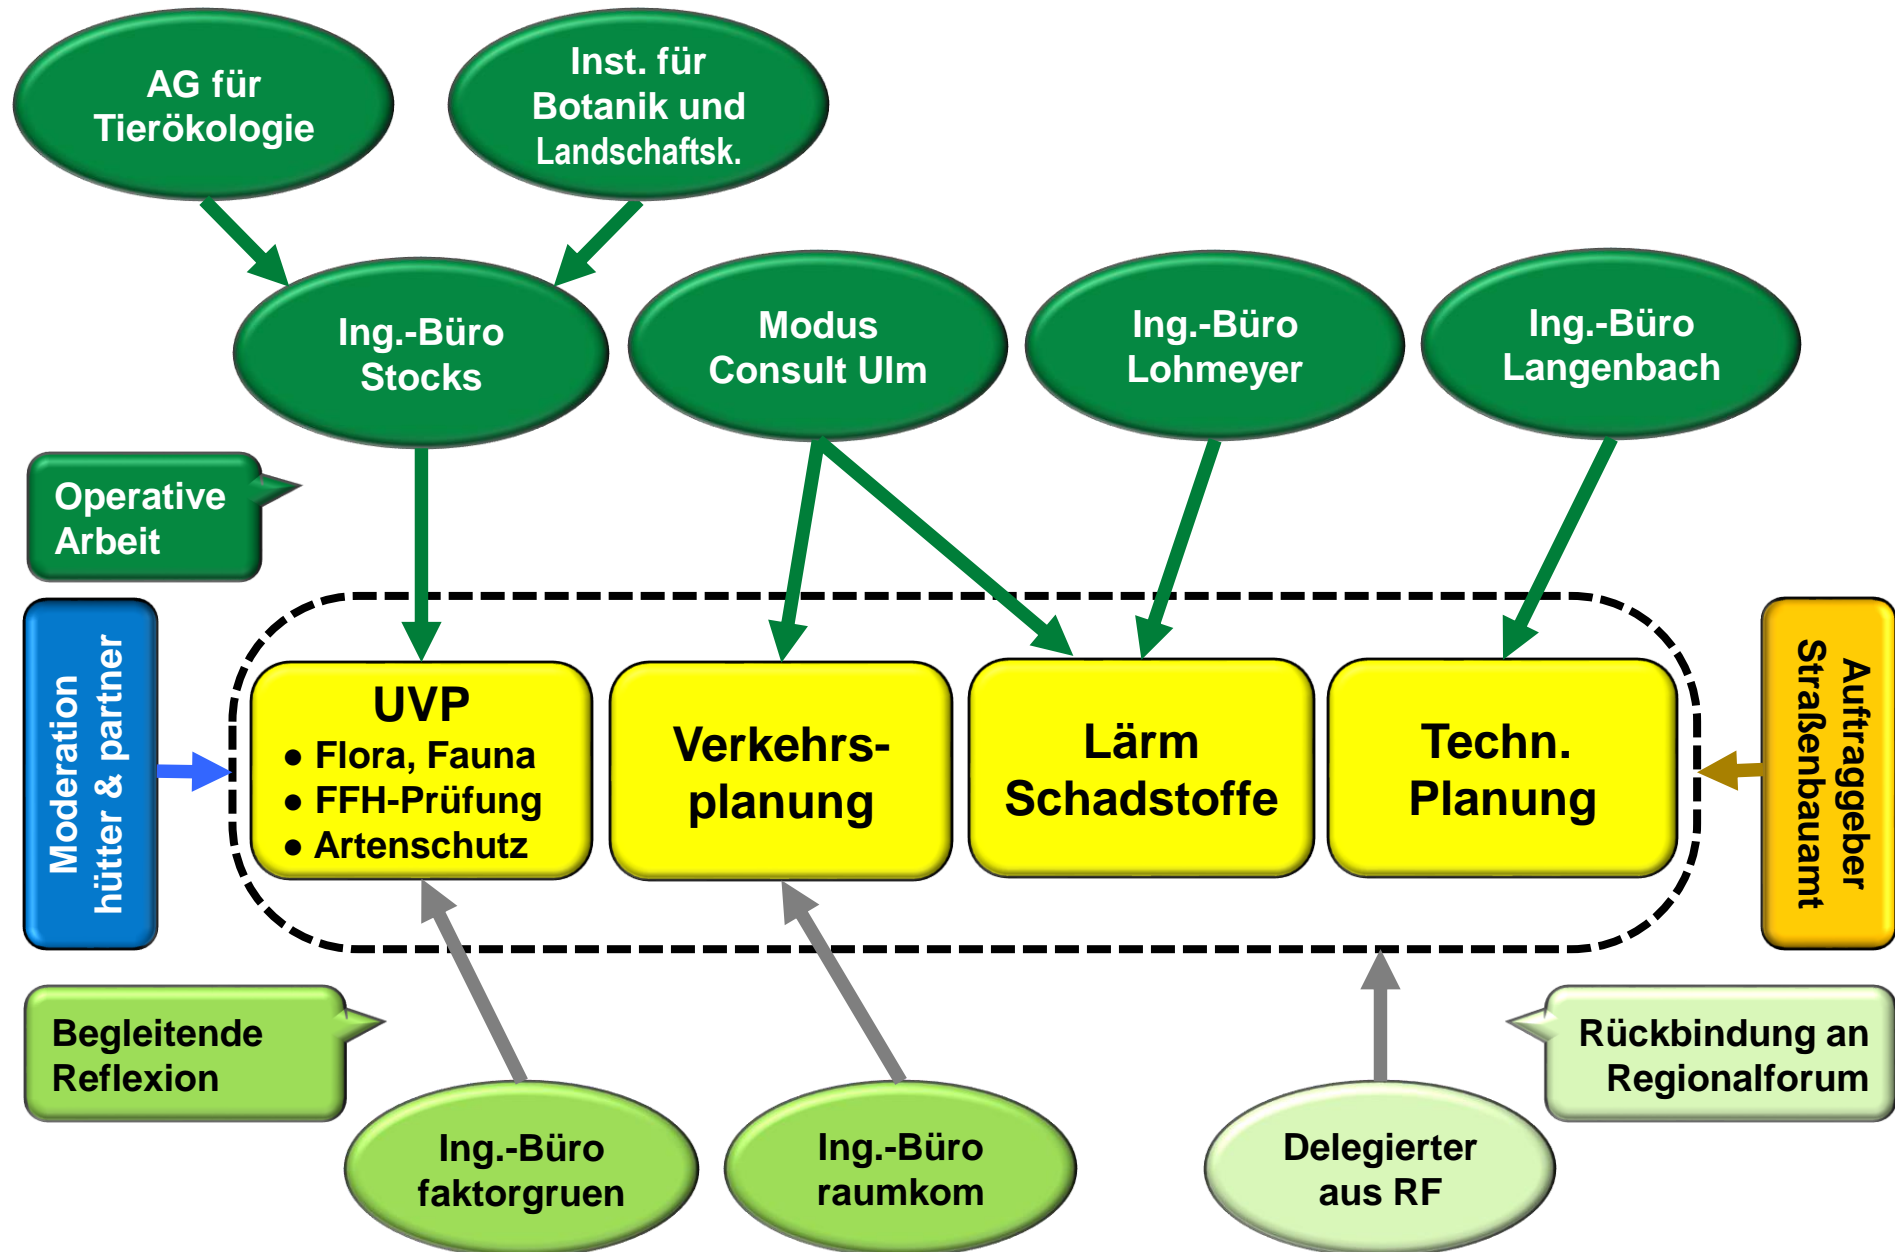 AG für
Tierökologie
Inst. für
Botanik und
Landschaftsk.
Ing.-Büro
Stocks
Modus
Consult Ulm
Ing.-Büro
Lohmeyer
Ing.-Büro
Langenbach
Operative
Arbeit
Moderation
hütter & partner
UVP
● Flora, Fauna
● FFH-Prüfung
● Artenschutz
Verkehrs-
planung
Lärm
Schadstoffe
Techn.
Planung
Auftragggeber
Straßenbauamt
Begleitende
Reflexion
Rückbindung an
Regionalforum
Ing.-Büro
faktorgruen
Ing.-Büro
raumkom
Delegierter
aus RF